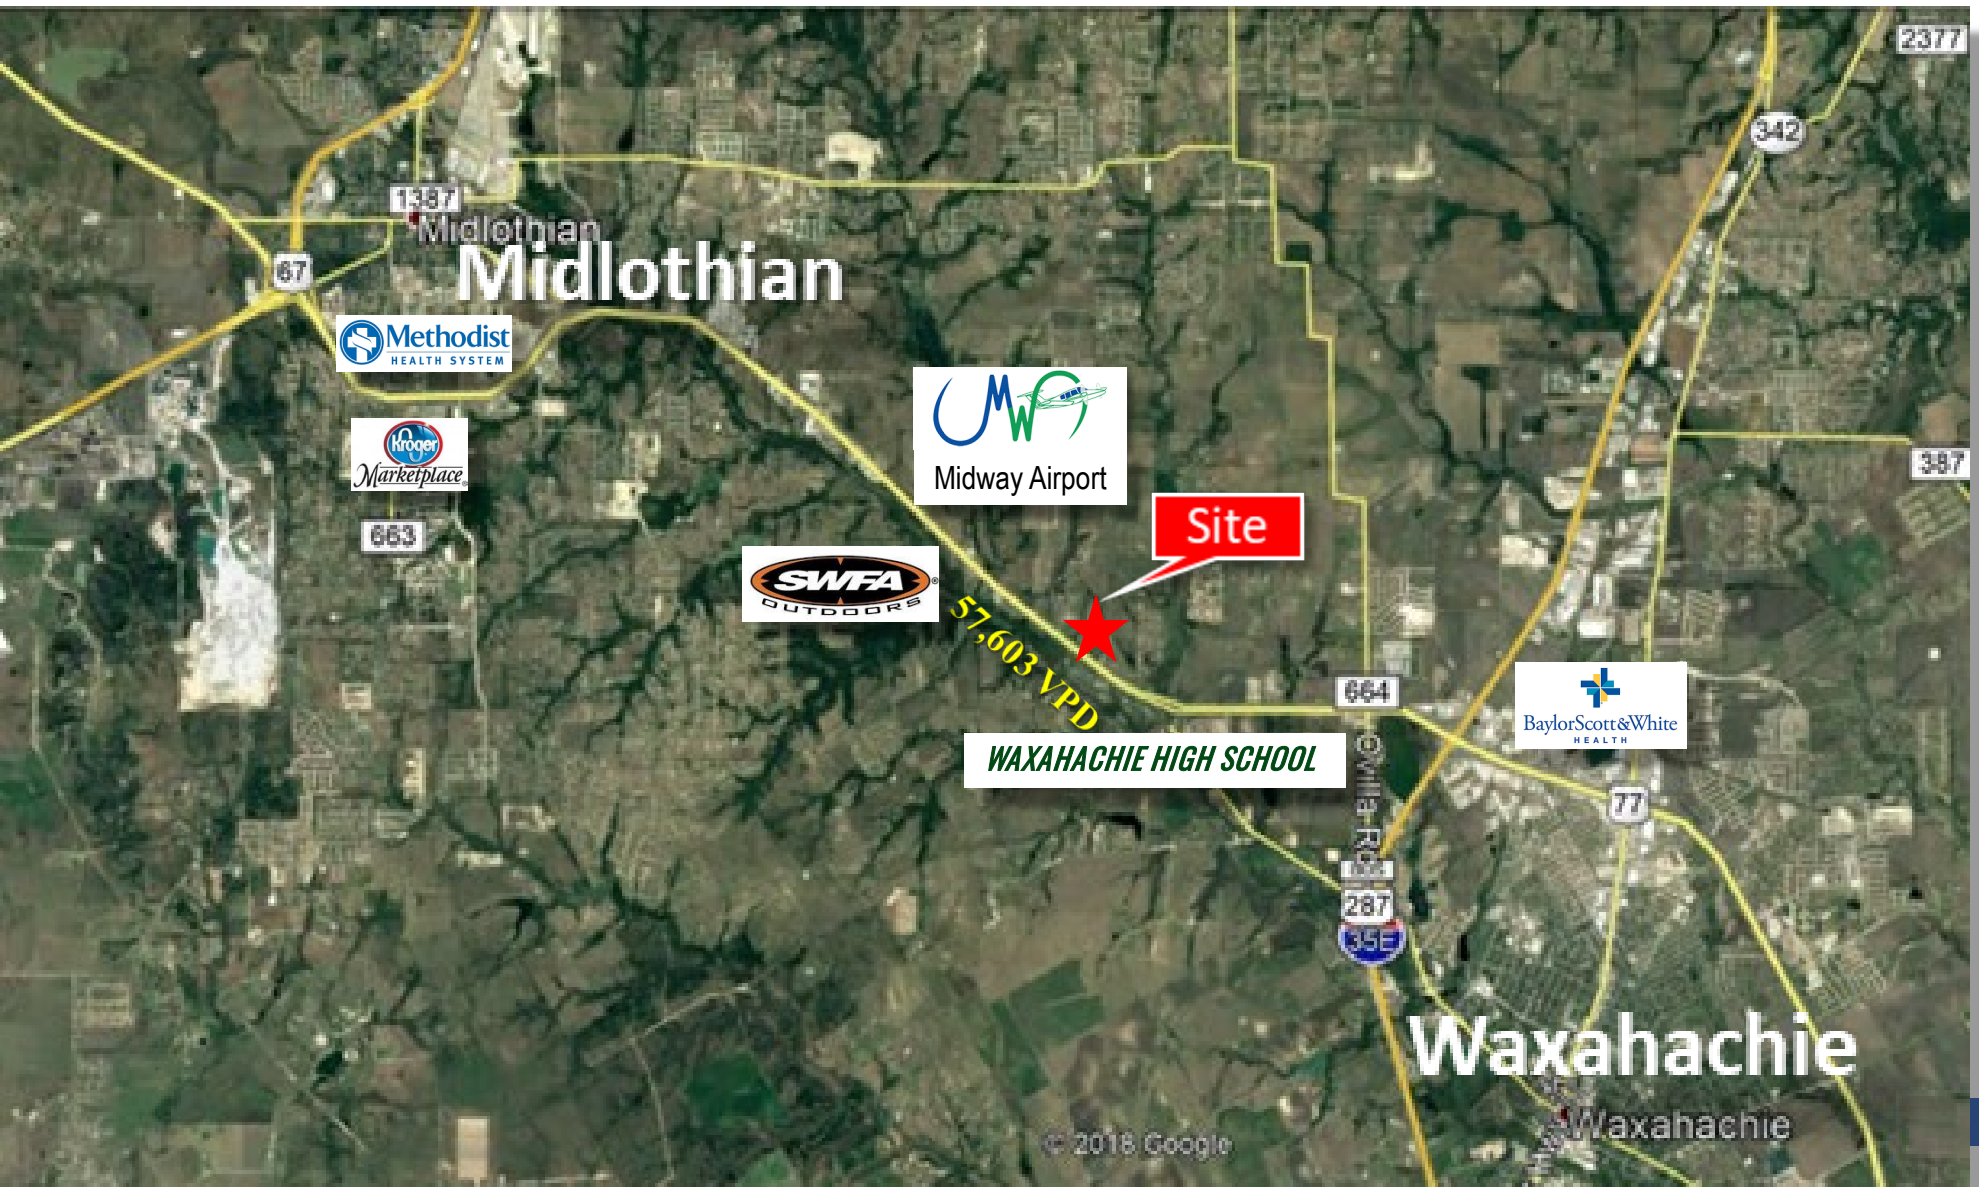 2377
342
1387
Midlothian
Midlothian
67
Methodist
HEALTH SYSTEM
MW
Midway Airport
Kroger
Marketplace
387
Site
663
SWFA®
OUTDOORS
57,603 VPD
664
BaylorScott&White
HEALTH
WAXAHACHIE HIGH SCHOOL
Ovilla Rd
77
287
35E
Waxahachie
Waxahachie
© 2018 Google